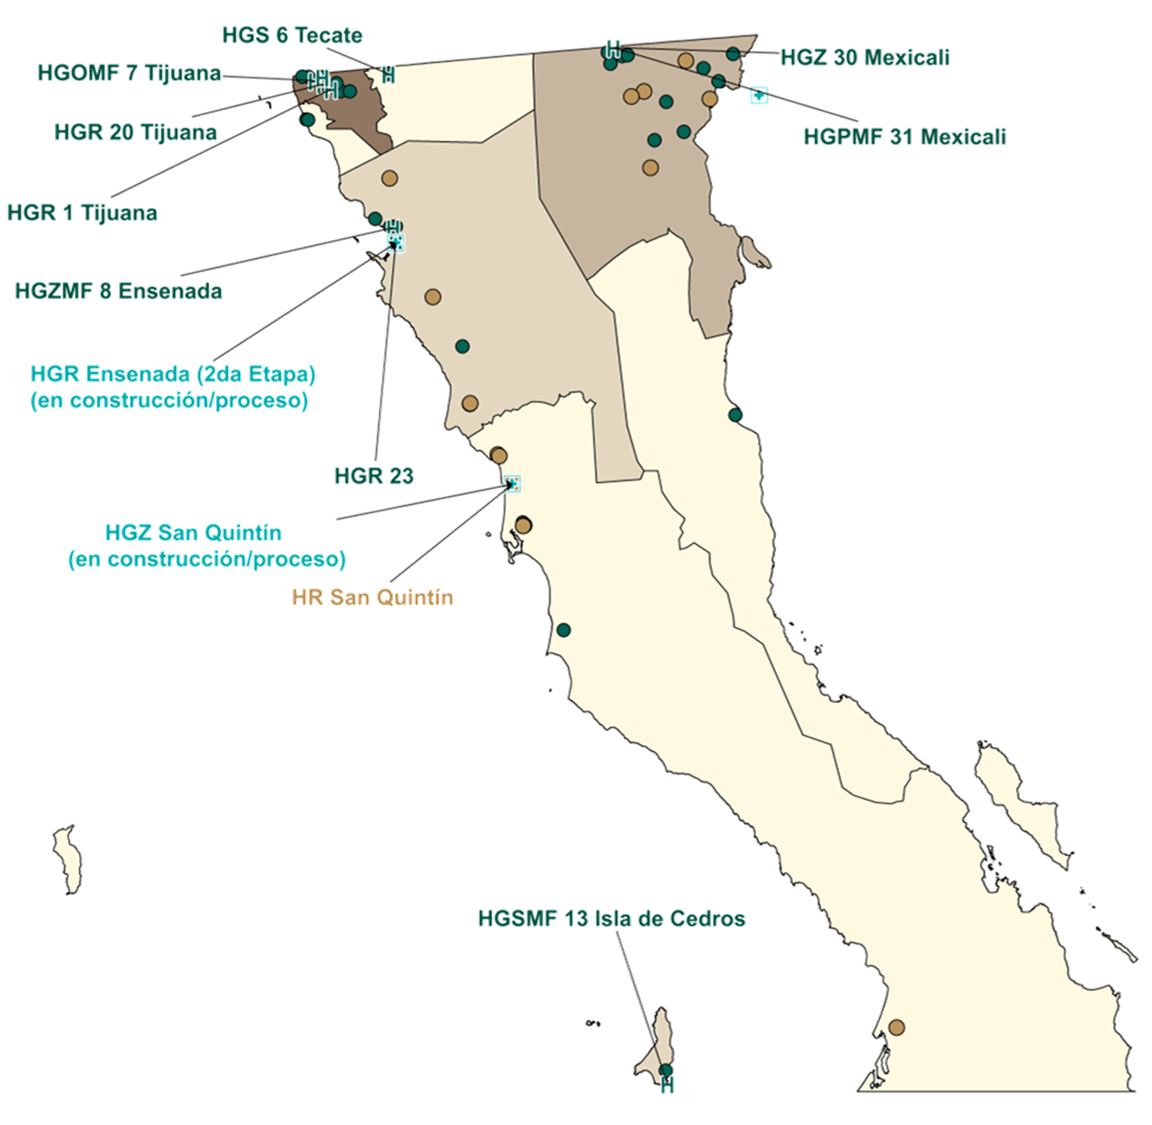 HGS 6 Tecate
HGOMF 7 Tijuana
HGZ 30 Mexicali
HGR 20 Tijuana
HGPMF 31 Mexicali
HGR 1 Tijuana
HGZMF 8 Ensenada
HGR Ensenada (2da Etapa)
(en construcción/proceso)
HGR 23
HGZ San Quintín
(en construcción/proceso)
HR San Quintín
HGSMF 13 Isla de Cedros